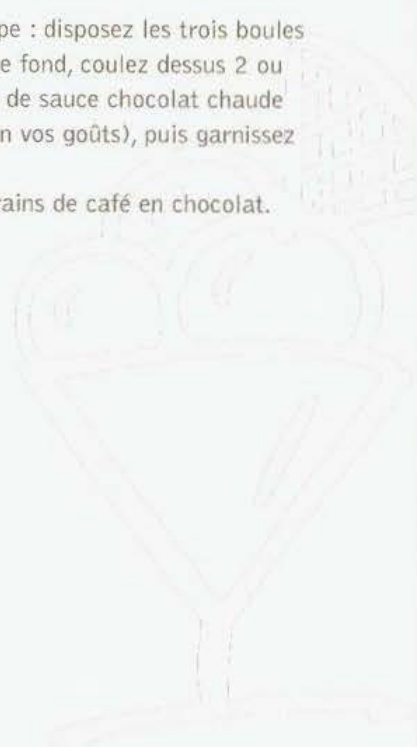 pe : disposez les trois boules
e fond, coulez dessus 2 ou
de sauce chocolat chaude
n vos goûts), puis garnissez
rains de café en chocolat.